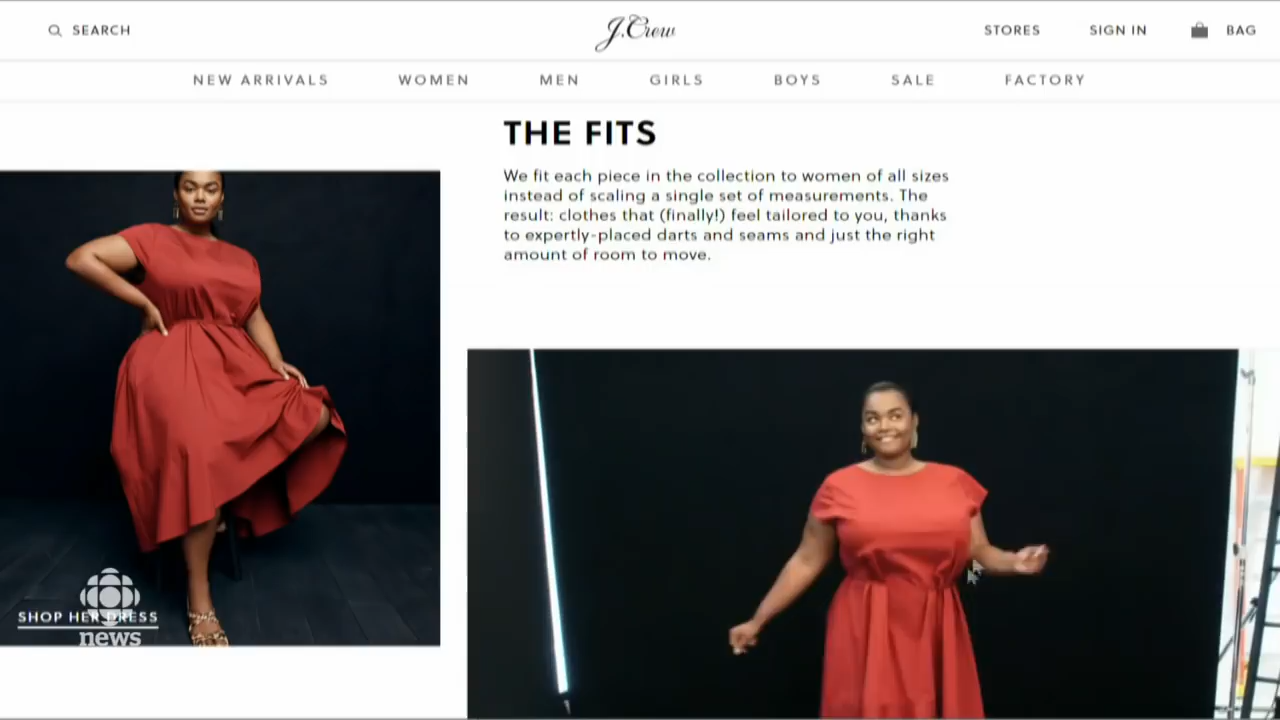 SEARCH
J.Crew
STORES
SIGN IN
BAG
NEW ARRIVALS
WOMEN
MEN
GIRLS
BOYS
SALE
FACTORY
THE FITS
We fit each piece in the collection to women of all sizes
instead of scaling a single set of measurements. The
result: clothes that (finally!) feel tailored to you, thanks
to expertly-placed darts and seams and just the right
amount of room to move.
SHOP HER DRESS
news